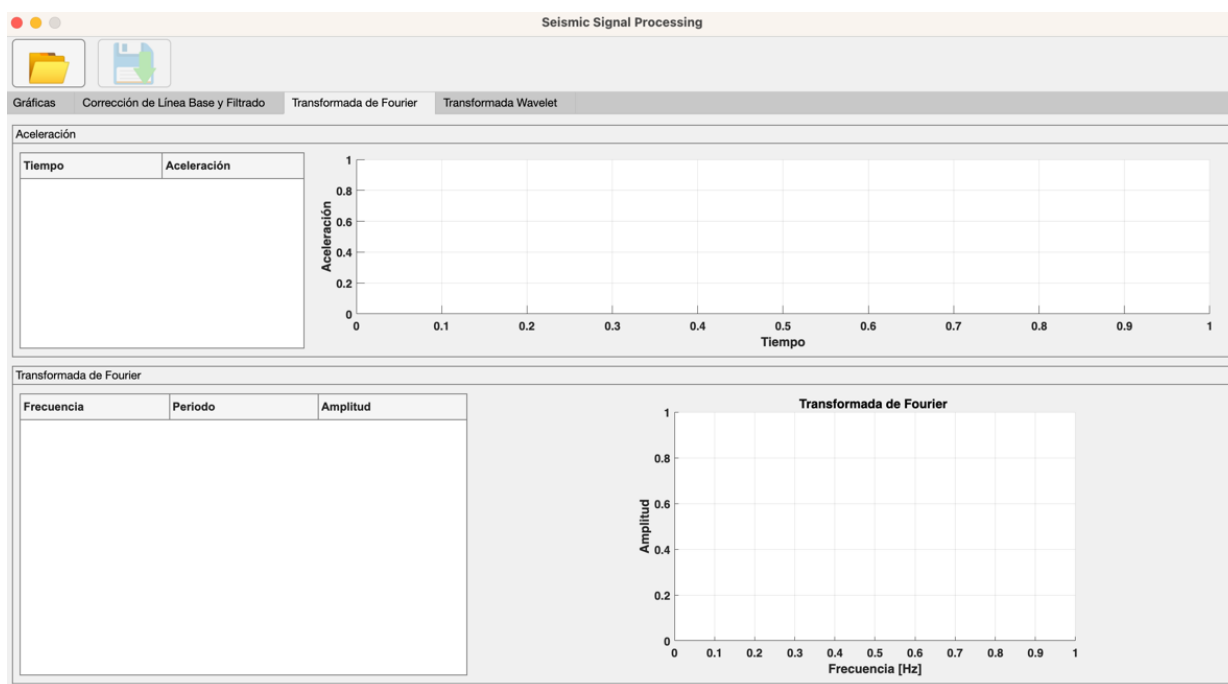 Seismic Signal Processing
Gráficas Corrección de Línea Base y Filtrado Transformada de Fourier Transformada Wavelet
Aceleración
Tiempo Aceleración
1
0.8
0.6
0.4
0.2
0
Aceleración
0 0.1 0.2 0.3 0.4 0.5 0.6 0.7 0.8 0.9 1
Tiempo
Transformada de Fourier
Frecuencia Periodo Amplitud
Transformada de Fourier
1
0.8
0.6
0.4
0.2
0
Amplitud
0 0.1 0.2 0.3 0.4 0.5 0.6 0.7 0.8 0.9 1
Frecuencia [Hz]